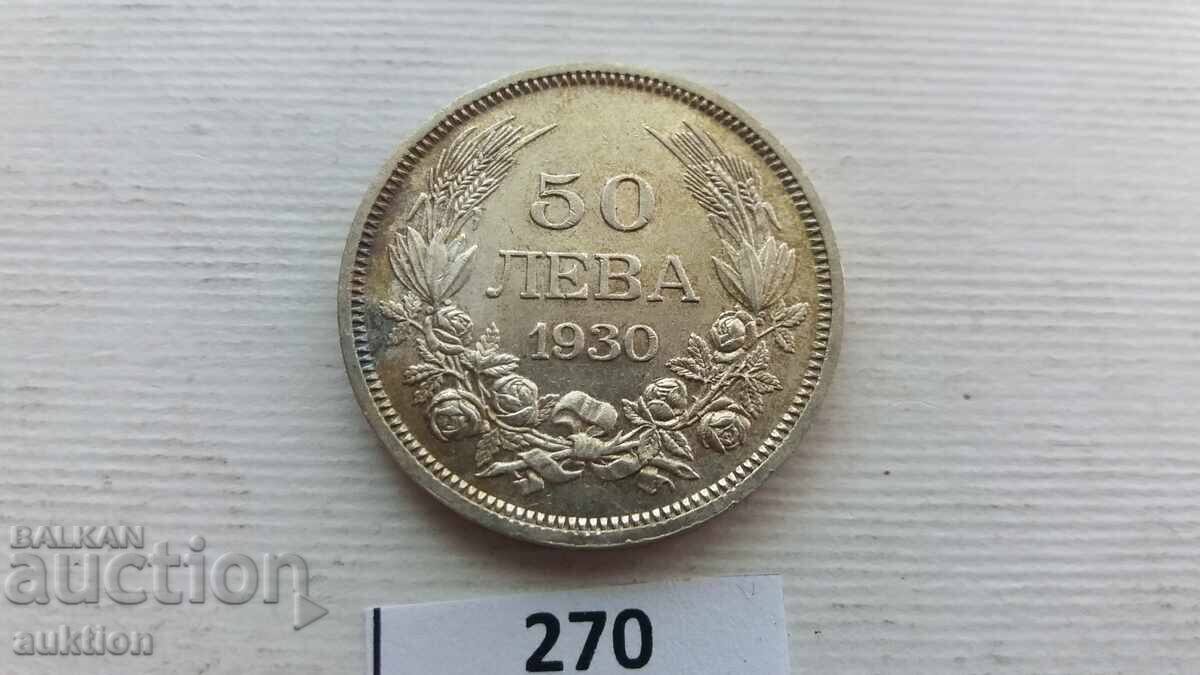 50
ЛЕВА
1930
BALKAN
auction
auktion
270